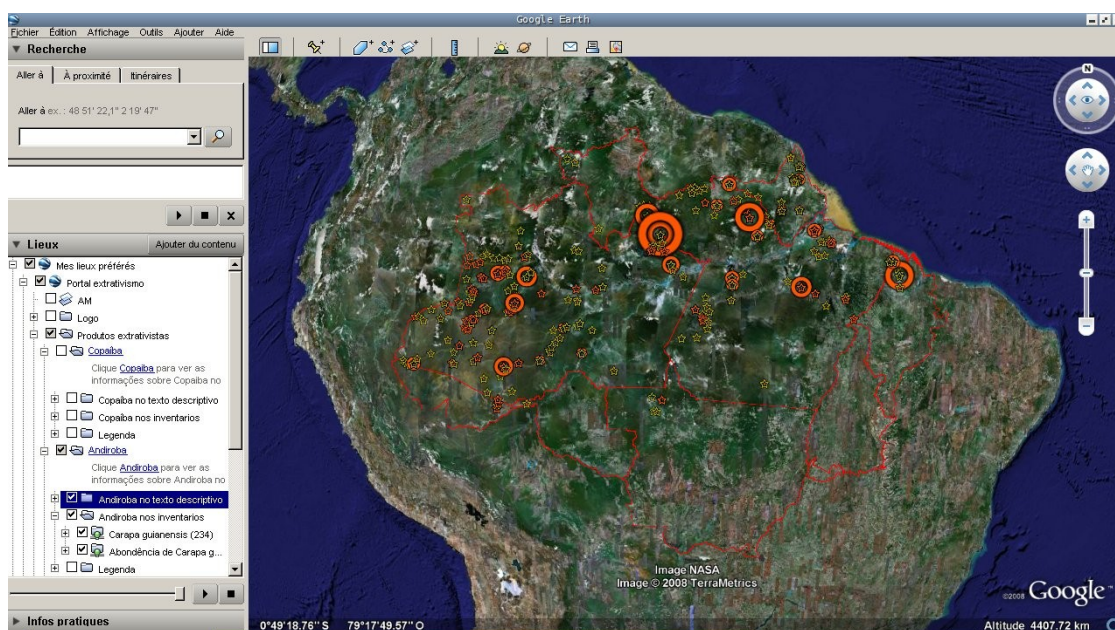 Google Earth
Fichier Édition Affichage Outils Ajouter Aide
Recherche
Aller à À proximité Itinéraires
Aller à ex. : 48 51' 22,1" 2 19' 47"
Lieux Ajouter du contenu
Mes lieux préférés
Portal extrativismo
AM
Logo
Produtos extrativistas
Copaiba
Clique Copaiba para ver as
informações sobre Copaiba no
Copaiba no texto descriptivo
Copaiba nos inventarios
Legenda
Andiroba
Clique Andiroba para ver as
informações sobre Andiroba no
Andiroba no texto descriptivo
Andiroba nos inventarios
Carapa guianensis (234)
Abondência de Carapa g...
Legenda
Infos pratiques
N
Image NASA
Image © 2008 TerraMetrics
©2008 Google
0°49'18.76" S 79°17'49.57" O
Altitude 4407.72 km